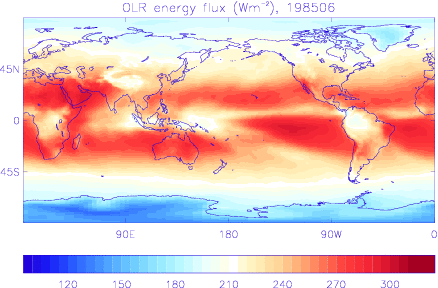 OLR energy flux (Wm⁻²), 198506
45N
0
45S
90E 180 90W 0
120 150 180 210 240 270 300